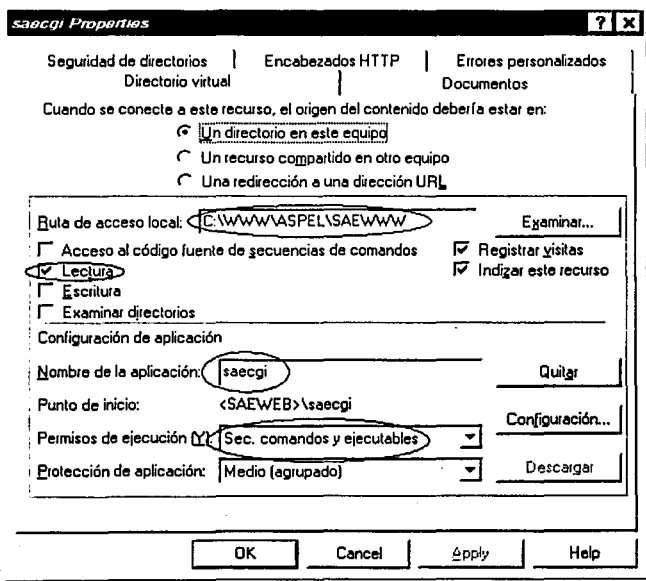 saecgi Properties
Seguridad de directorios | Encabezados HTTP | Errores personalizados
Directorio virtual | Documentos
Cuando se conecte a este recurso, el origen del contenido debería estar en:
Un directorio en este equipo
Un recurso compartido en otro equipo
Una redirección a una dirección URL
Ruta de acceso local: C:\WWW\ASPEL\SAEWWW Examinar...
Acceso al código fuente de secuencias de comandos Registrar visitas
Lectura Indizar este recurso
Escritura
Examinar directorios
Configuración de aplicación
Nombre de la aplicación: saecgi Quitar
Punto de inicio: <SAEWEB>\saecgi
Configuración...
Permisos de ejecución (Y): Sec. comandos y ejecutables
Protección de aplicación: Medio (agrupado) Descargar
OK Cancel Apply Help